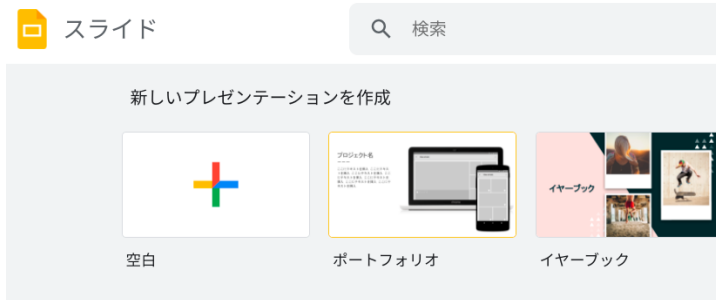 スライド
検索
新しいプレゼンテーションを作成
プロジェクト名
イヤーブック
空白
ポートフォリオ
イヤーブック